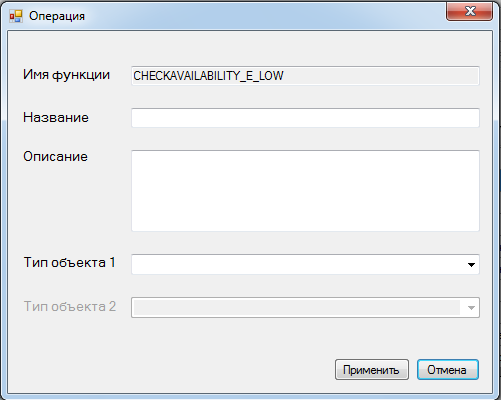 Операция
Имя функции CHECKAVAILABILITY_E_LOW
Название
Описание
Тип объекта 1
Тип объекта 2
Применить Отмена